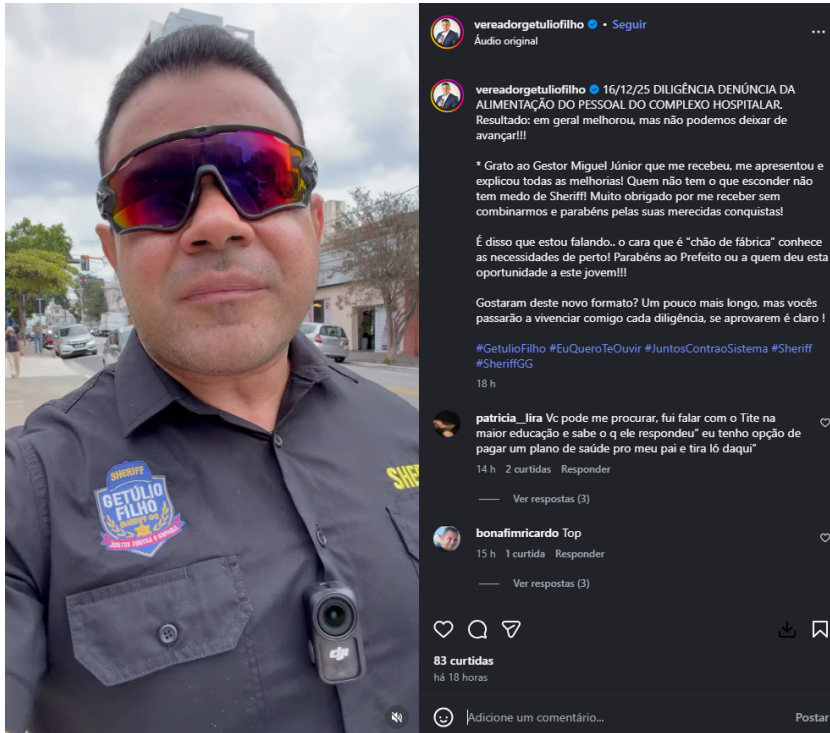 vereadorgetuliofilho • Seguir
Áudio original
vereadorgetuliofilho 16/12/25 DILIGÊNCIA DENÚNCIA DA
ALIMENTAÇÃO DO PESSOAL DO COMPLEXO HOSPITALAR.
Resultado: em geral melhorou, mas não podemos deixar de
avançar!!!
* Grato ao Gestor Miguel Júnior que me recebeu, me apresentou e
explicou todas as melhorias! Quem não tem o que esconder não
tem medo de Sheriff! Muito obrigado por me receber sem
combinarmos e parabéns pelas suas merecidas conquistas!
É disso que estou falando.. o cara que é “chão de fábrica” conhece
as necessidades de perto! Parabéns ao Prefeito ou a quem deu esta
oportunidade a este jovem!!!
Gostaram deste novo formato? Um pouco mais longo, mas vocês
passarão a vivenciar comigo cada diligência, se aprovarem é claro !
#GetulioFilho #EuQueroTeOuvir #JuntosContraoSistema #Sheriff
#SheriffGG
18 h
patricia__lira Vc pode me procurar, fui falar com o Tite na
maior educação e sabe o q ele respondeu” eu tenho opção de
pagar um plano de saúde pro meu pai e tira ló daqui”
14 h 2 curtidas Responder
Ver respostas (3)
bonafimricardo Top
15 h 1 curtida Responder
Ver respostas (3)
83 curtidas
há 18 horas
Adicione um comentário...
Postar
SHERIFF
GETÚLIO
FILHO
SHERIFF GG
JUNTOS CONTRA O SISTEMA
SHE
dji